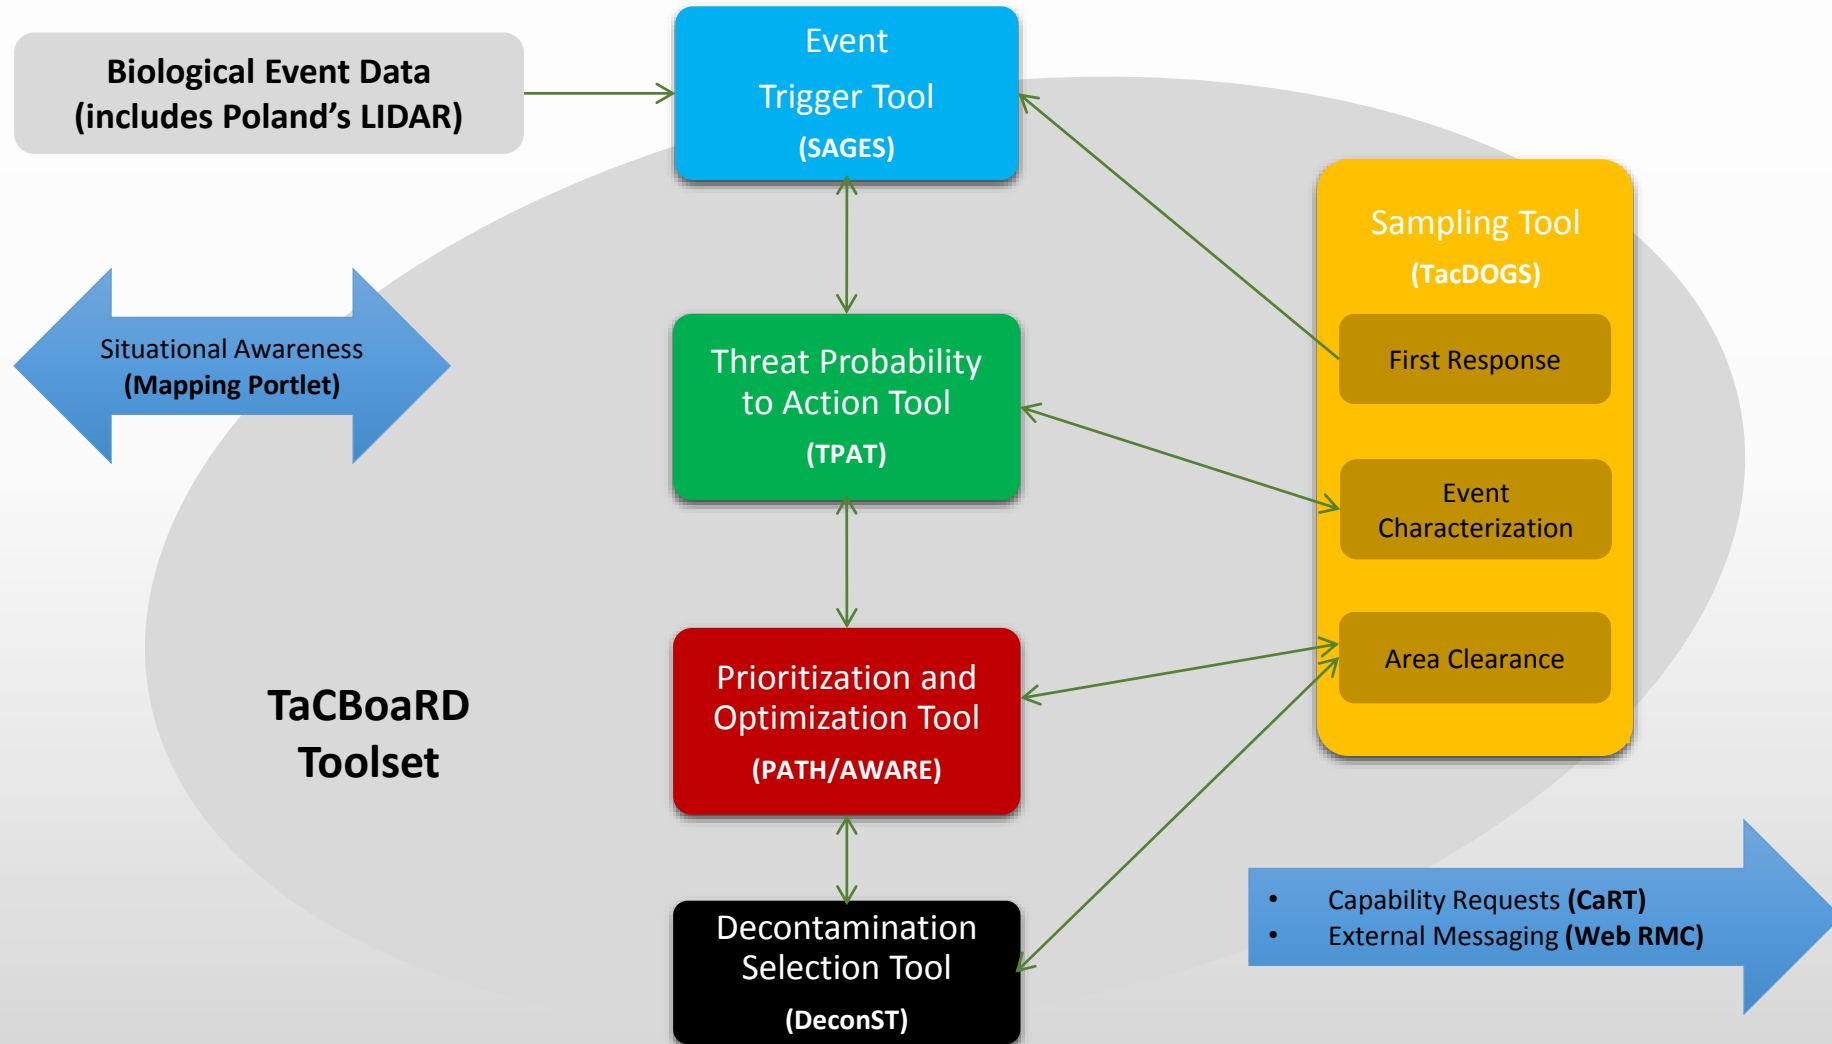 Biological Event Data
(includes Poland's LIDAR)
Event
Trigger Tool
(SAGES)
Sampling Tool
(TacDOGS)
First Response
Event
Characterization
Area Clearance
Situational Awareness
(Mapping Portlet)
Threat Probability
to Action Tool
(TPAT)
Prioritization and
Optimization Tool
(PATH/AWARE)
TaCBoaRD
Toolset
Decontamination
Selection Tool
(DeconST)
• Capability Requests (CaRT)
• External Messaging (Web RMC)